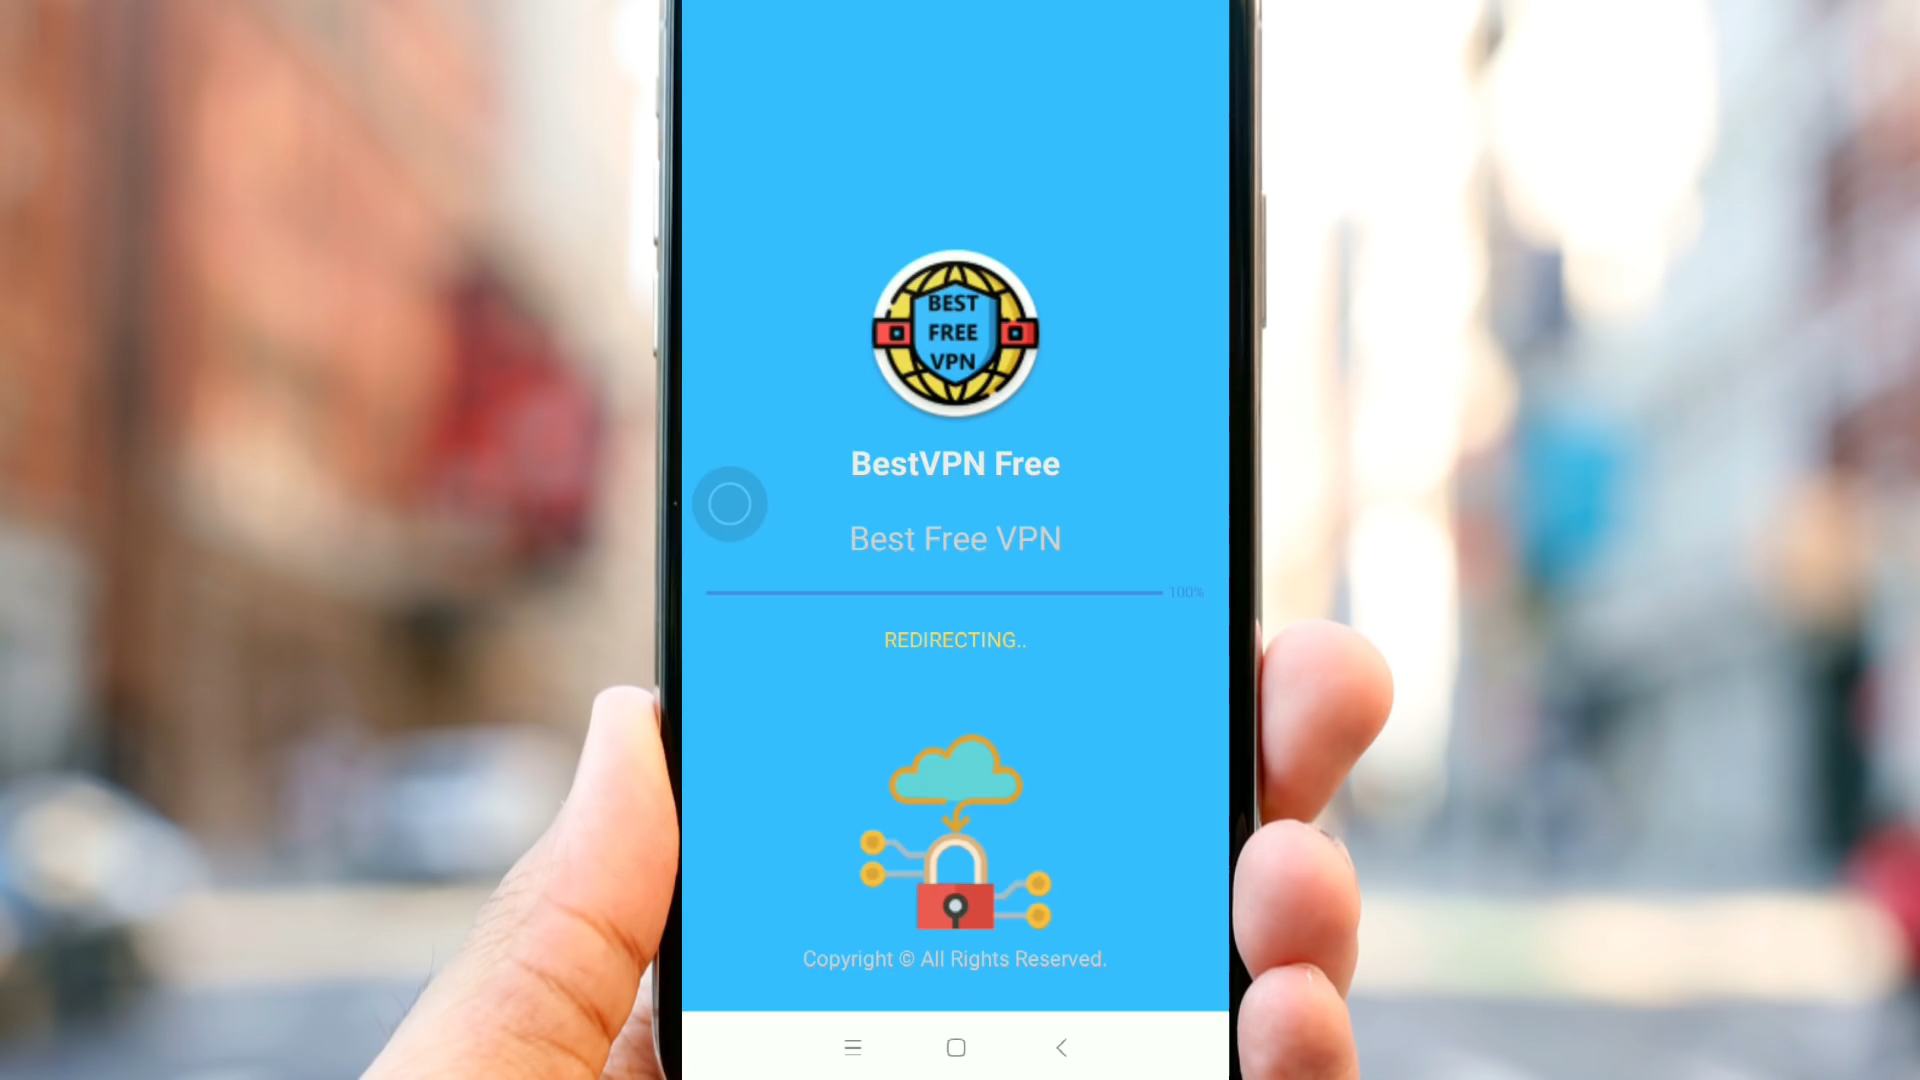 BEST
FREE
VPN
BestVPN Free
Best Free VPN
100%
REDIRECTING..
Copyright © All Rights Reserved.